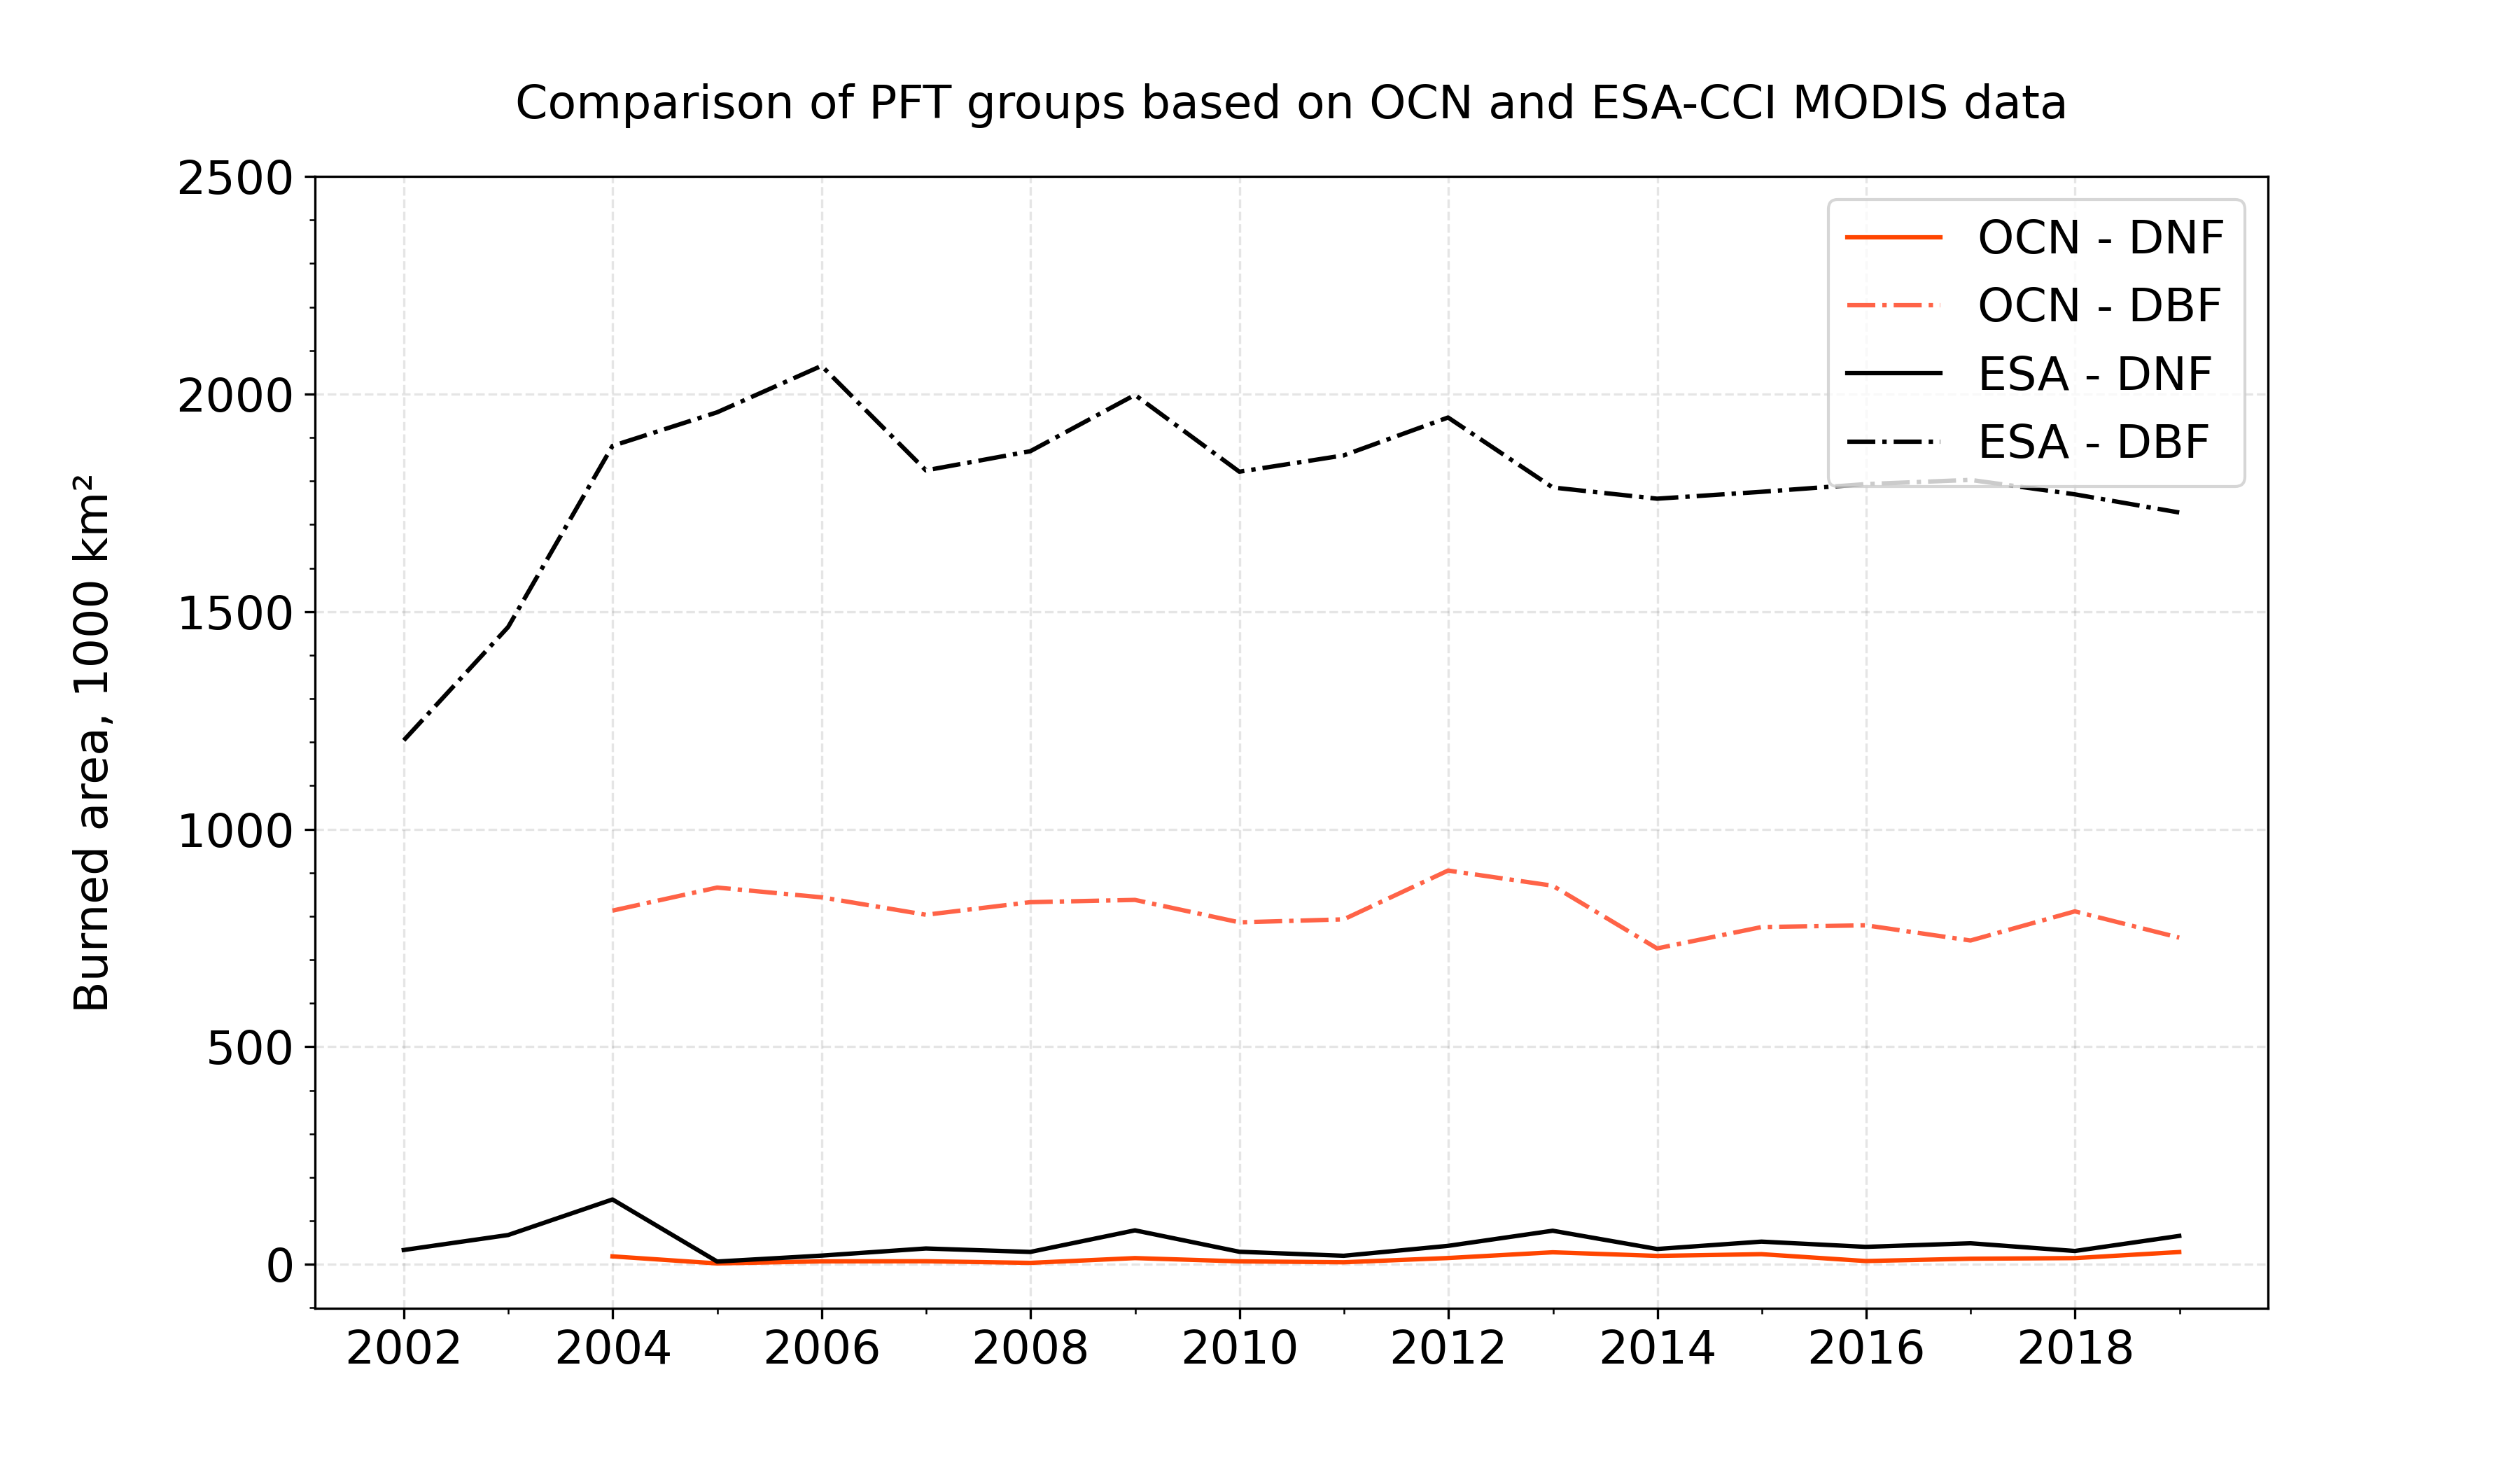 Comparison of PFT groups based on OCN and ESA-CCI MODIS data
Burned area, 1000 km²
2500
2000
1500
1000
500
0
2002 2004 2006 2008 2010 2012 2014 2016 2018
OCN - DNF
OCN - DBF
ESA - DNF
ESA - DBF